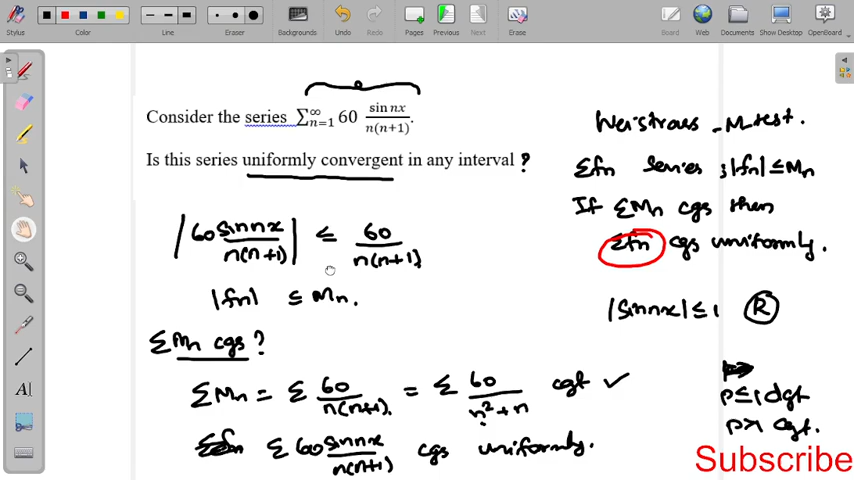 Stylus Color Line Eraser Backgrounds Undo Redo Pages Previous Next Erase Board Web Documents Show Desktop OpenBoard
Consider the series ∑_{n=1}^{∞} 60 sin nx / n(n+1).
Is this series uniformly convergent in any interval ?
|60 sin nx / n(n+1)| ≤ 60 / n(n+1)
|fn| ≤ Mn.
∑ Mn cgs ?
∑Mn = ∑ 60 / n(n+1). = ∑ 60 / n²+n cgt ✓
∑ 60 sin nx / n(n+1) cgs uniformly.
Weistrass - M-test.
∑fn series ; |fn| ≤ Mn
If ∑Mn cgs then
∑fn cgs uniformly.
|sin nx| ≤ 1 R
p ≤ 1 dgt
p>1 cgt.
Subscribe